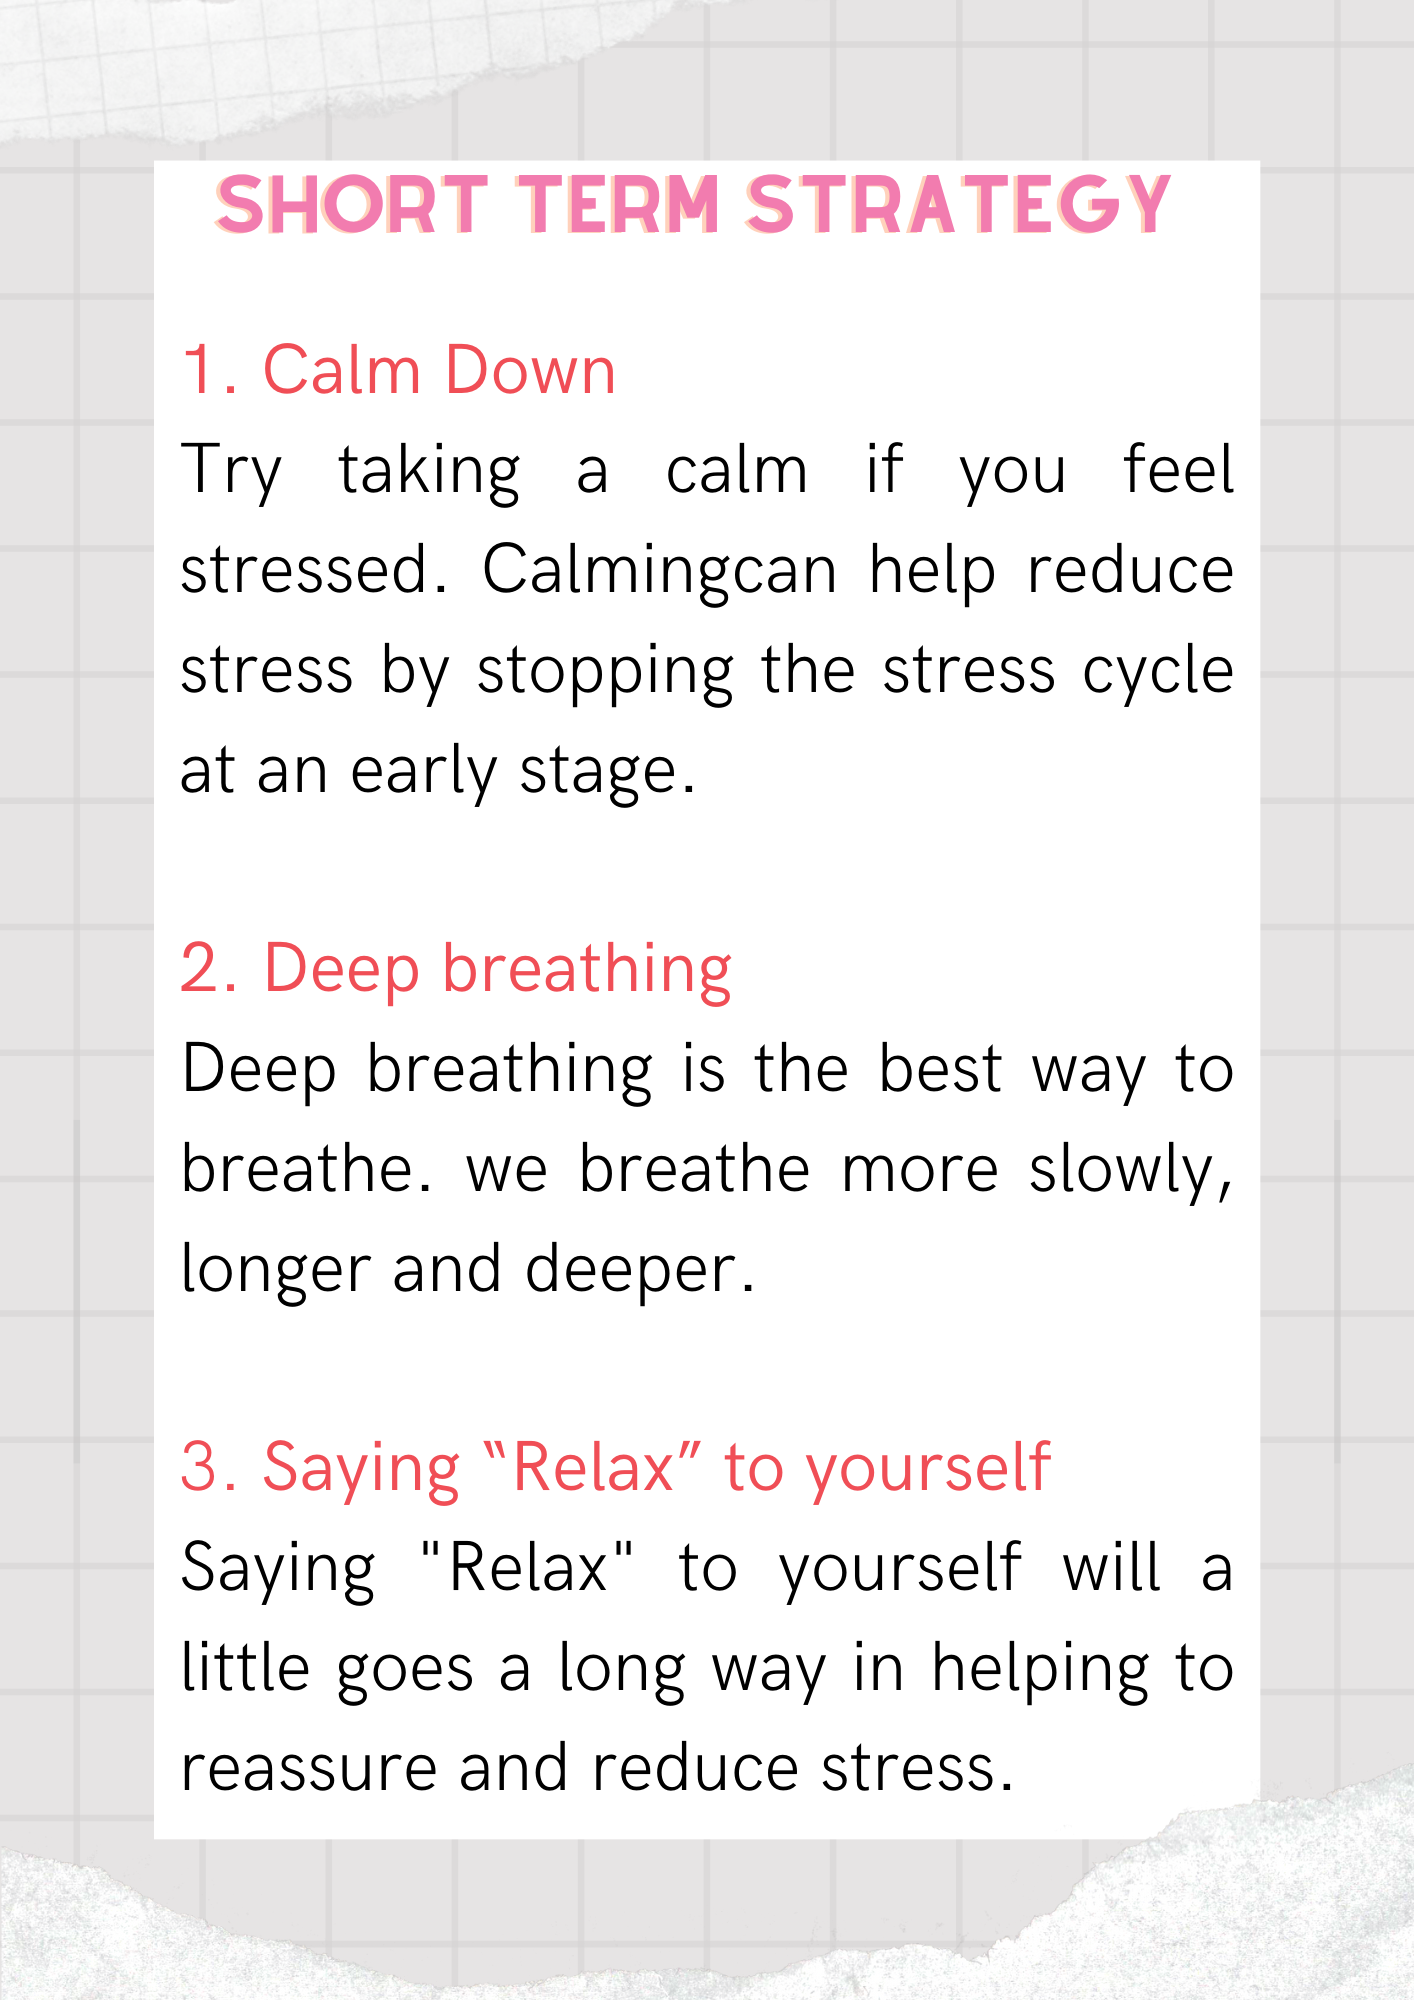 SHORT TERM STRATEGY
1. Calm Down
Try taking a calm if you feel
stressed. Calmingcan help reduce
stress by stopping the stress cycle
at an early stage.
2. Deep breathing
Deep breathing is the best way to
breathe. we breathe more slowly,
longer and deeper.
3. Saying “Relax” to yourself
Saying "Relax" to yourself will a
little goes a long way in helping to
reassure and reduce stress.